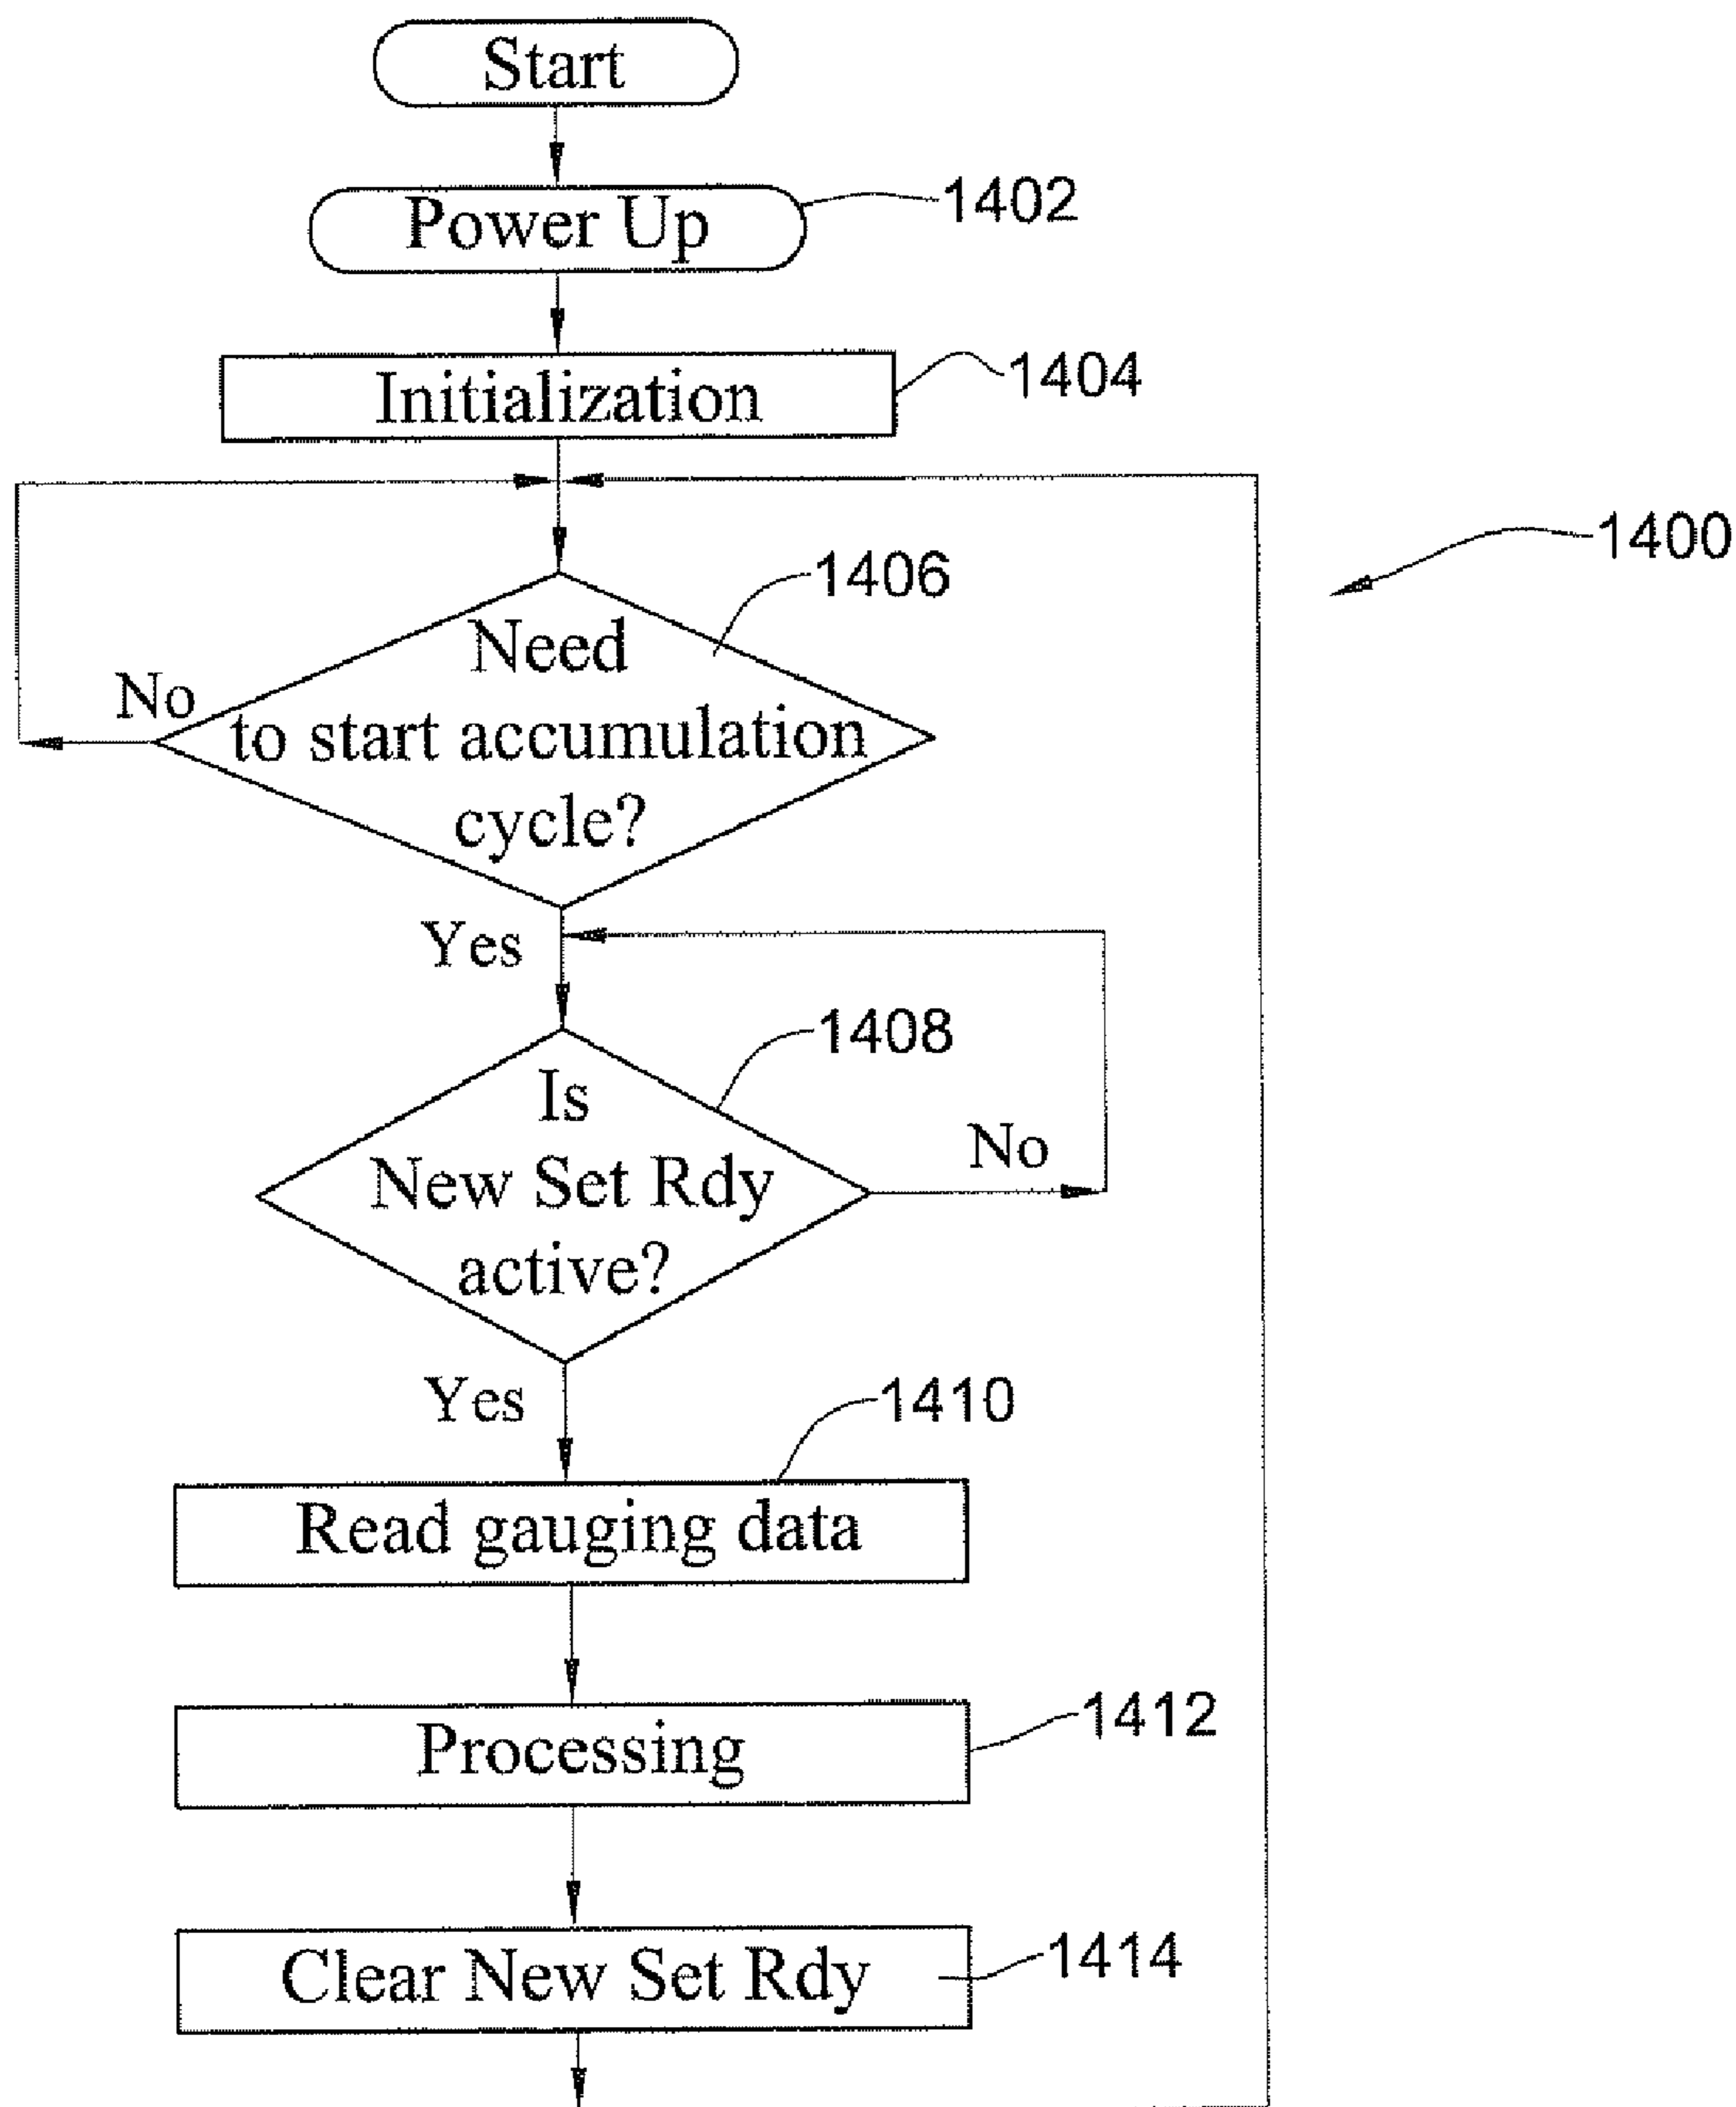 Start
Power Up
1402
Initialization
1404
1400
1406
Need
to start accumulation
cycle?
No
Yes
1408
Is
New Set Rdy
active?
No
Yes
1410
Read gauging data
Processing
1412
Clear New Set Rdy
1414